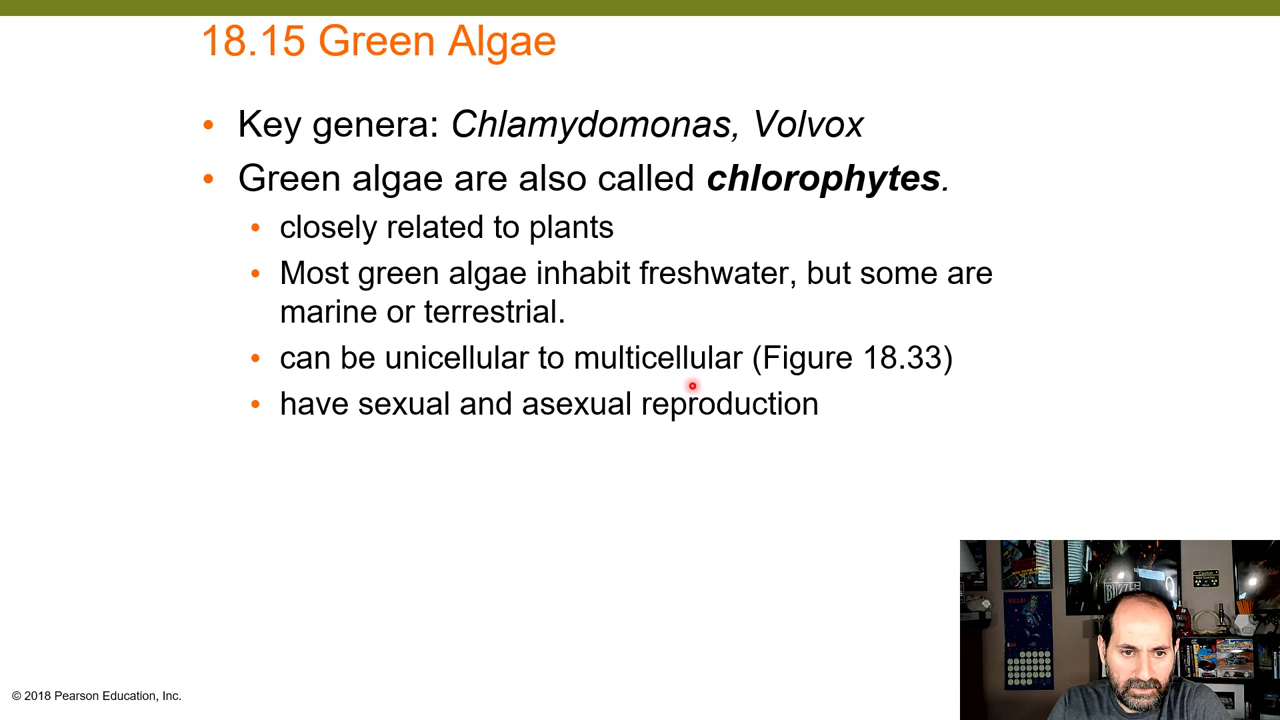 18.15 Green Algae
• Key genera: Chlamydomonas, Volvox
• Green algae are also called chlorophytes.
• closely related to plants
• Most green algae inhabit freshwater, but some are
marine or terrestrial.
• can be unicellular to multicellular (Figure 18.33)
• have sexual and asexual reproduction
© 2018 Pearson Education, Inc.